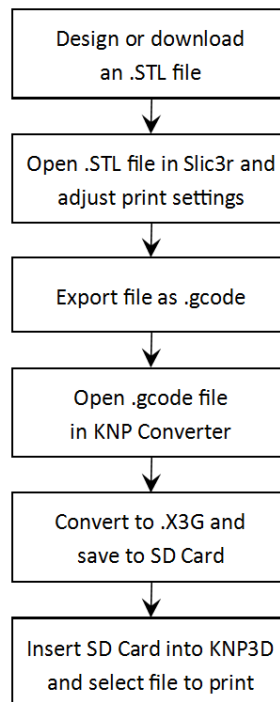 Design or download
an .STL file
Open .STL file in Slic3r and
adjust print settings
Export file as .gcode
Open .gcode file
in KNP Converter
Convert to .X3G and
save to SD Card
Insert SD Card into KNP3D
and select file to print